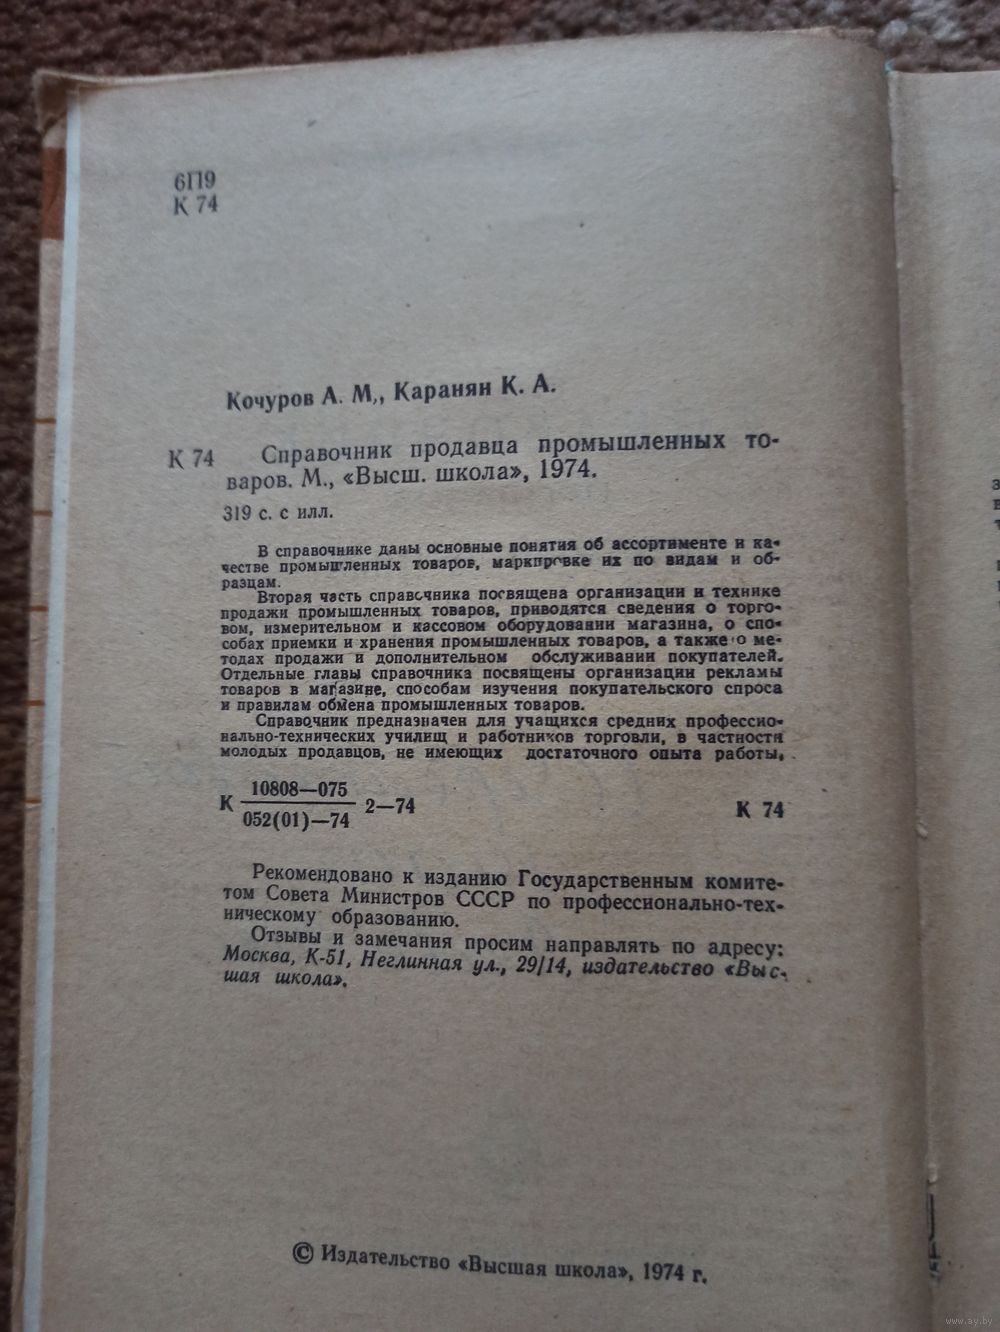 6П9
К 74
Кочуров А. М., Каранян К. А.
К 74 Справочник продавца промышленных то-
варов. М., «Высш. школа», 1974.
319 с. с илл.
В справочнике даны основные понятия об ассортименте и ка-
честве промышленных товаров, маркировке их по видам и об-
разцам.
Вторая часть справочника посвящена организации и технике
продажи промышленных товаров, приводятся сведения о торго-
вом, измерительном и кассовом оборудовании магазина, о спо-
собах приемки и хранения промышленных товаров, а также о ме-
тодах продажи и дополнительном обслуживании покупателей.
Отдельные главы справочника посвящены организации рекламы
товаров в магазине, способам изучения покупательского спроса
и правилам обмена промышленных товаров.
Справочник предназначен для учащихся средних профессио-
нально-технических училищ и работников торговли, в частности
молодых продавцов, не имеющих достаточного опыта работы.
10808—075
К 2—74 К 74
052(01)—74
Рекомендовано к изданию Государственным комите-
том Совета Министров СССР по профессионально-тех-
ническому образованию.
Отзывы и замечания просим направлять по адресу:
Москва, К-51, Неглинная ул., 29/14, издательство «Выс-
шая школа».
© Издательство «Высшая школа», 1974 г.
www.ay.by